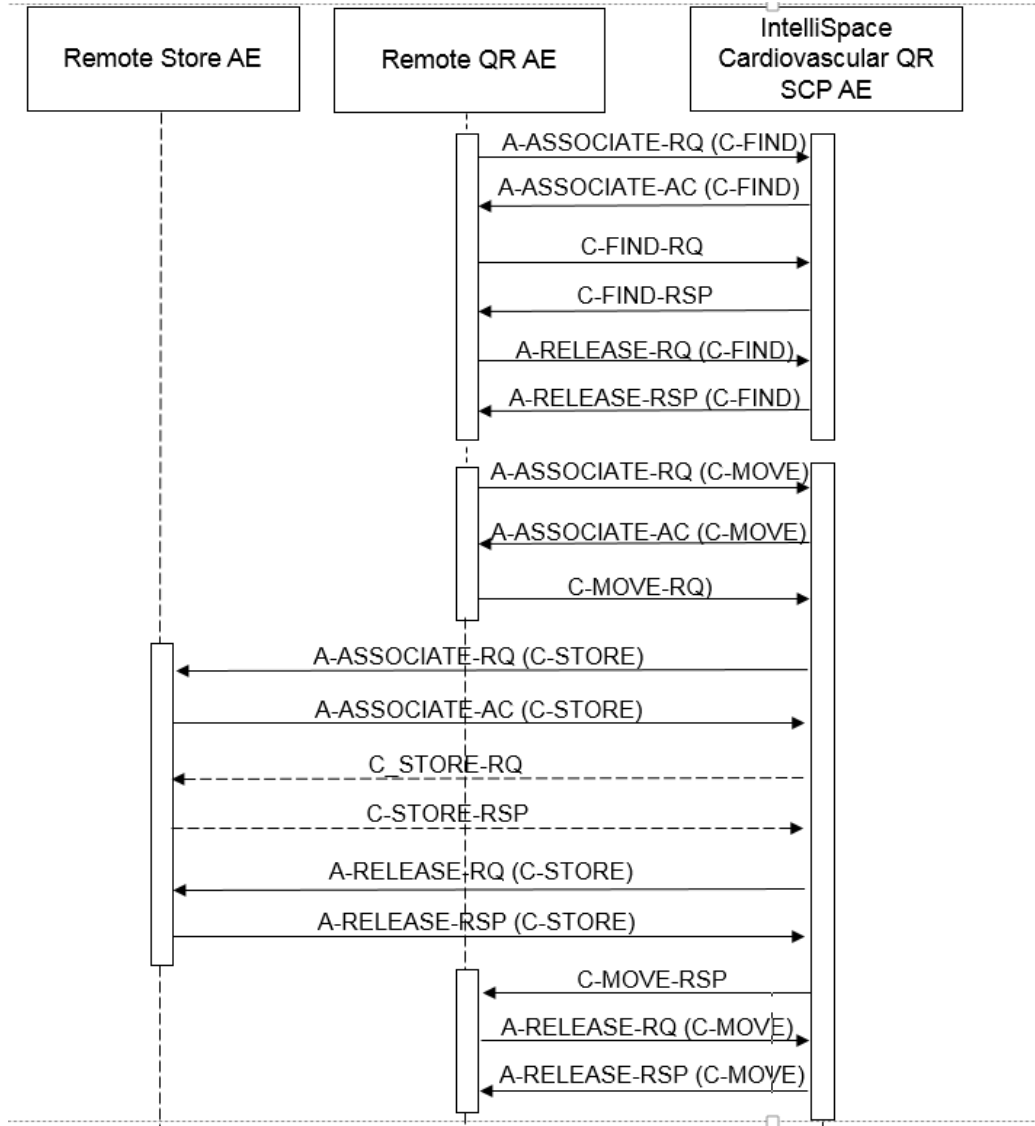 Remote Store AE
Remote QR AE
IntelliSpace
Cardiovascular QR
SCP AE
A-ASSOCIATE-RQ (C-FIND)
A-ASSOCIATE-AC (C-FIND)
C-FIND-RQ
C-FIND-RSP
A-RELEASE-RQ (C-FIND)
A-RELEASE-RSP (C-FIND)
A-ASSOCIATE-RQ (C-MOVE)
A-ASSOCIATE-AC (C-MOVE)
C-MOVE-RQ)
A-ASSOCIATE-RQ (C-STORE)
A-ASSOCIATE-AC (C-STORE)
C_STORE-RQ
C-STORE-RSP
A-RELEASE-RQ (C-STORE)
A-RELEASE-RSP (C-STORE)
C-MOVE-RSP
A-RELEASE-RQ (C-MOVE)
A-RELEASE-RSP (C-MOVE)